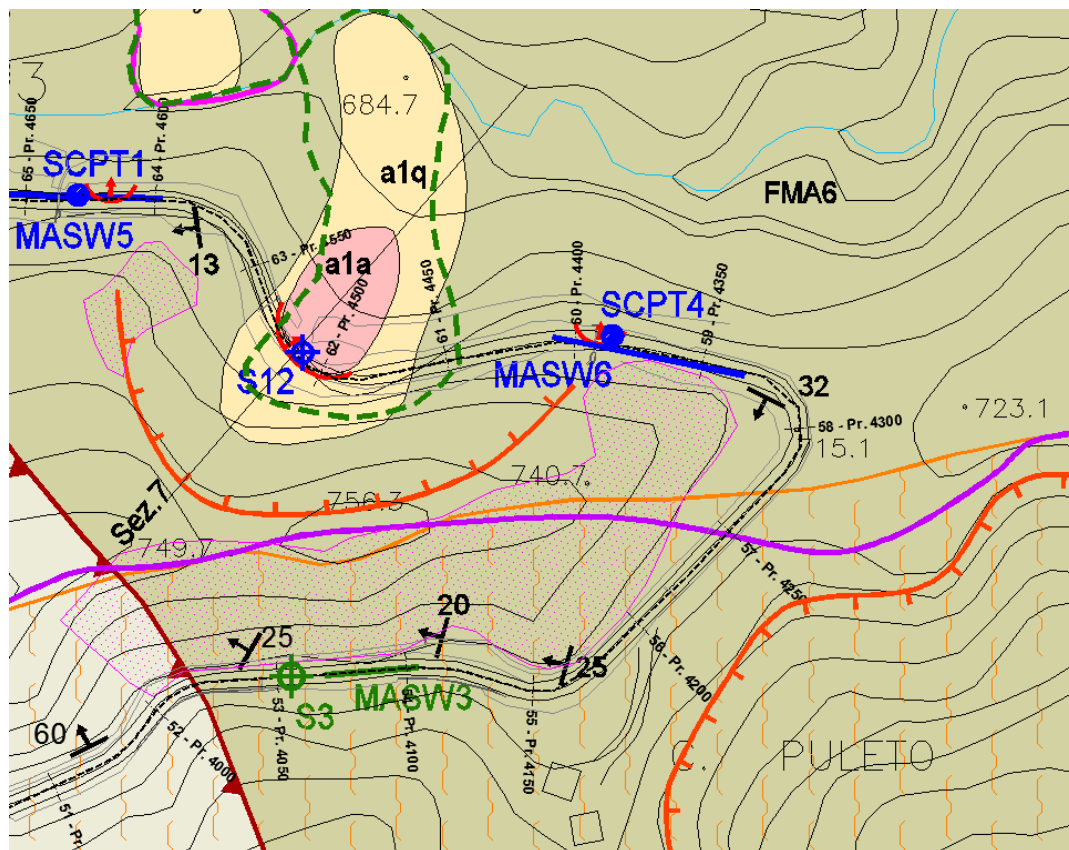 3
684.7
65 - Pr. 4650
64 - Pr. 4600
SCPT1
a1q
FMA6
MASW5
13
63 - Pr. 4550
a1a
62 - Pr. 4500
61 - Pr. 4450
60 - Pr. 4400
59 - Pr. 4350
SCPT4
S12
MASW6
32
723.1
58 - Pr. 4300
15.1
740.7
756.3
Sez.7
749.7
57 - Pr. 4250
20
25
25
56 - Pr. 4200
MASW3
S3
60
52 - Pr. 4000
53 - Pr. 4050
Pr. 4100
55 - Pr. 4150
S. PULETO
51 - Pr